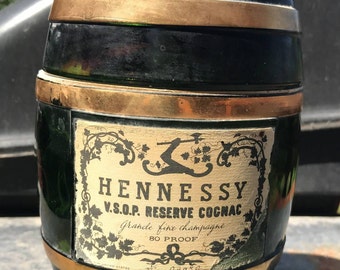 HENNESSY
V.S.O.P. RESERVE COGNAC
Grande fine champagne
80 PROOF